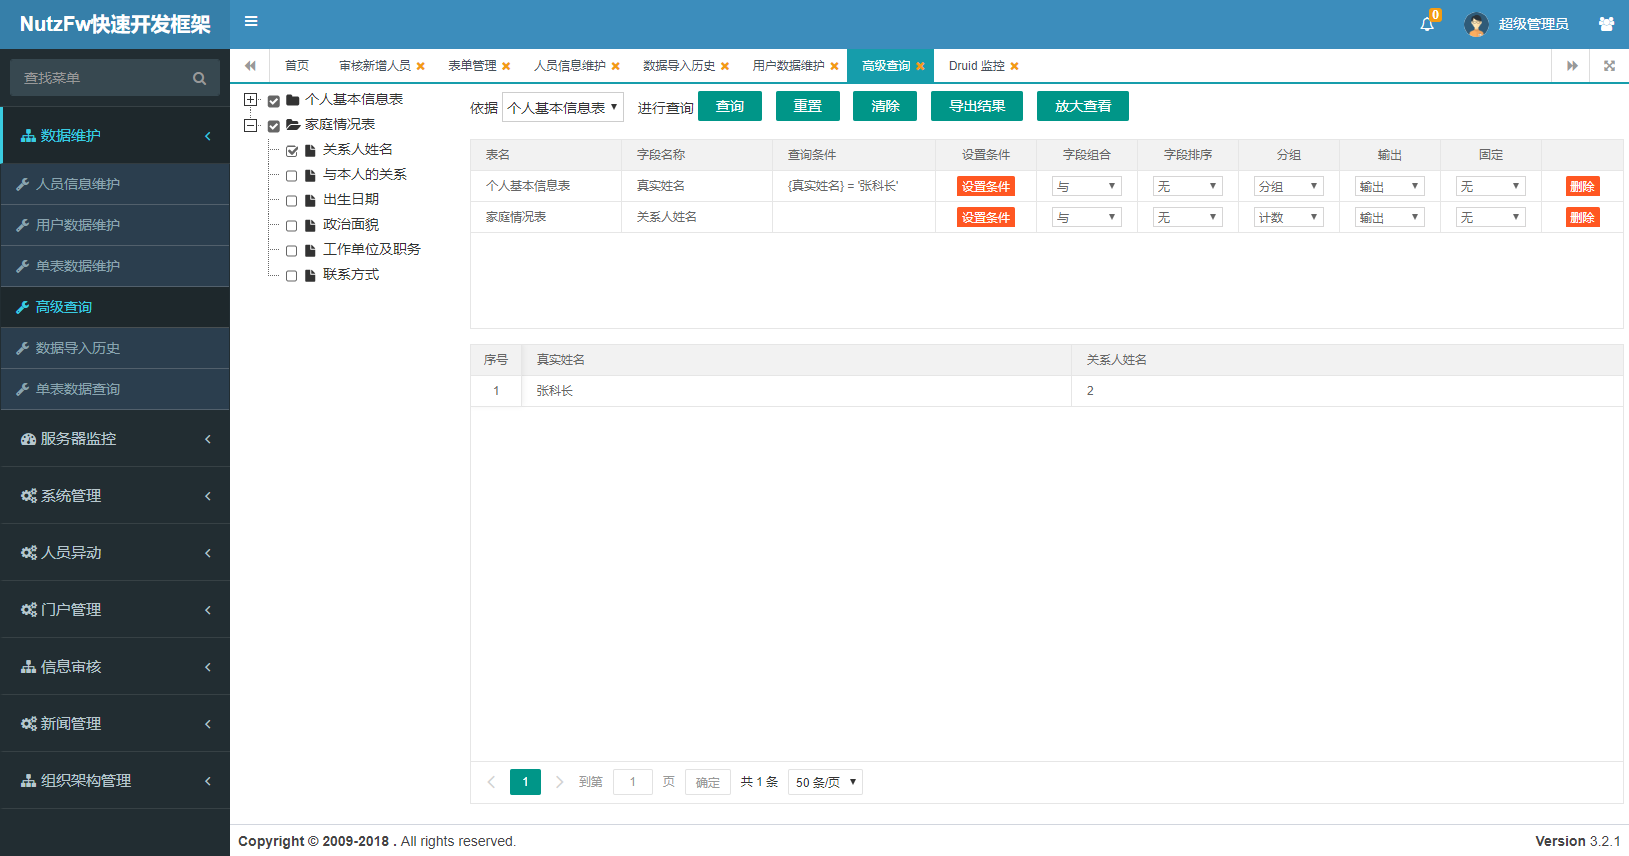 NutzFw快速开发框架
0
超级管理员
查找菜单
首页 审核新增人员 表单管理 人员信息维护 数据导入历史 用户数据维护 高级查询 Druid 监控
数据维护
人员信息维护
用户数据维护
单表数据维护
高级查询
数据导入历史
单表数据查询
服务器监控
系统管理
人员异动
门户管理
信息审核
新闻管理
组织架构管理
个人基本信息表
家庭情况表
关系人姓名
与本人的关系
出生日期
政治面貌
工作单位及职务
联系方式
依据 个人基本信息表 进行查询 查询 重置 清除 导出结果 放大查看
表名 字段名称 查询条件 设置条件 字段组合 字段排序 分组 输出 固定
个人基本信息表 真实姓名 {真实姓名} = '张科长' 设置条件 与 无 分组 输出 无 删除
家庭情况表 关系人姓名 设置条件 与 无 计数 输出 无 删除
序号 真实姓名 关系人姓名
1 张科长 2
1 到第 1 页 确定 共 1 条 50 条/页
Copyright © 2009-2018 . All rights reserved.
Version 3.2.1